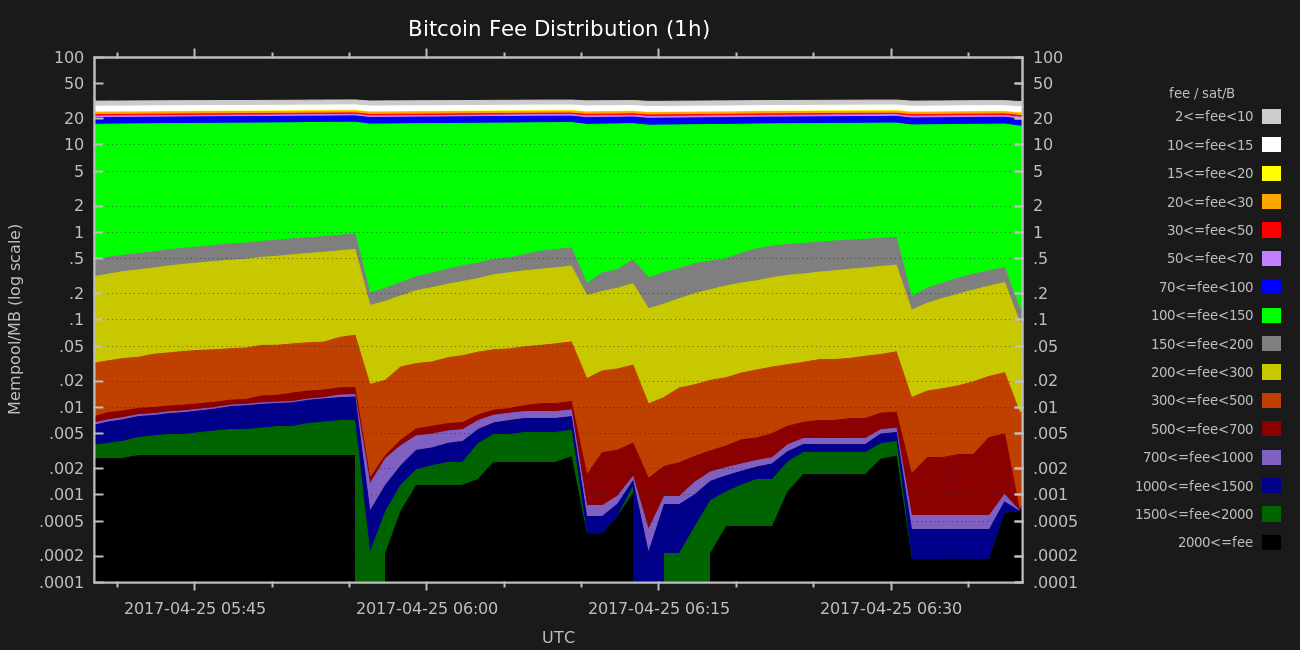 Bitcoin Fee Distribution (1h)
100 100
50 50
20 20
10 10
5 5
2 2
1 1
.5 .5
.2 .2
.1 .1
.05 .05
.02 .02
.01 .01
.005 .005
.002 .002
.001 .001
.0005 .0005
.0002 .0002
.0001 .0001
Mempool/MB (log scale)
2017-04-25 05:45 2017-04-25 06:00 2017-04-25 06:15 2017-04-25 06:30
UTC
fee / sat/B
2<=fee<10
10<=fee<15
15<=fee<20
20<=fee<30
30<=fee<50
50<=fee<70
70<=fee<100
100<=fee<150
150<=fee<200
200<=fee<300
300<=fee<500
500<=fee<700
700<=fee<1000
1000<=fee<1500
1500<=fee<2000
2000<=fee